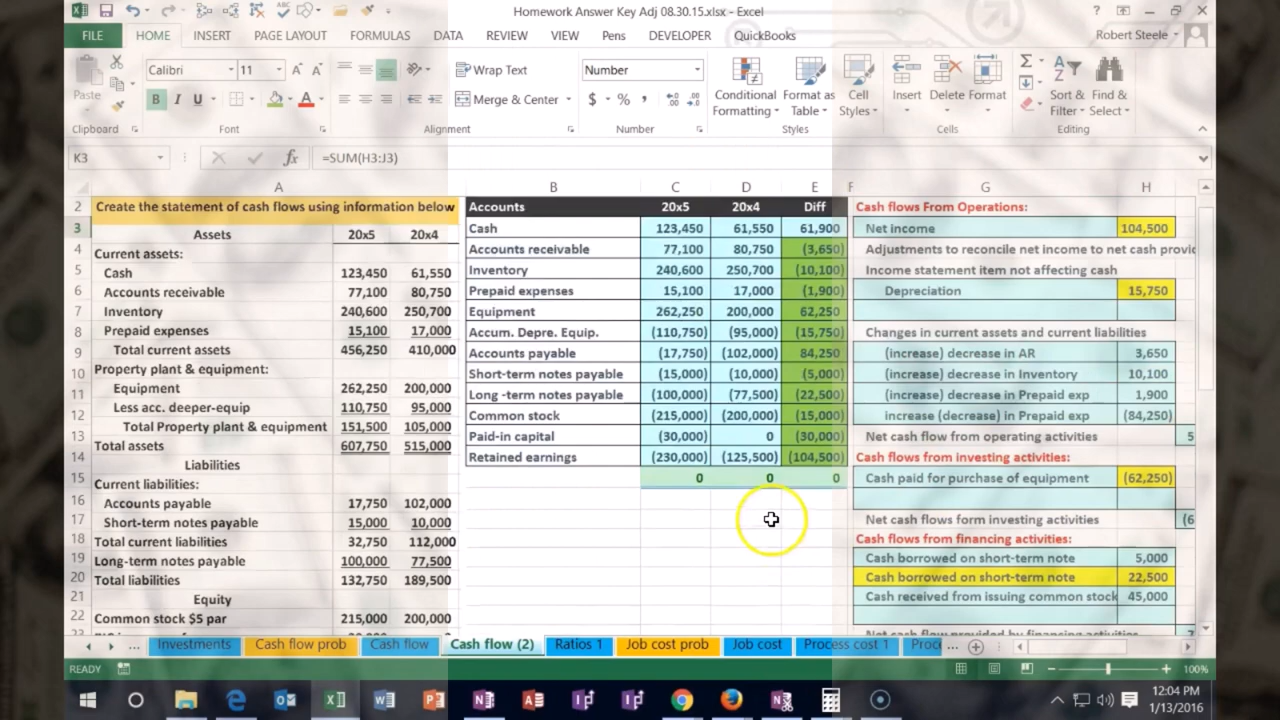 Homework Answer Key Adj 08.30.15.xlsx - Excel
FILE HOME INSERT PAGE LAYOUT FORMULAS DATA REVIEW VIEW Pens DEVELOPER QuickBooks Robert Steele
Paste Calibri 11 Wrap Text Number
B I U Merge & Center $ % Conditional Formatting Format as Table Cell Styles Insert Delete Format Sort & Filter Find & Select
Clipboard Font Alignment Number Styles Cells Editing
K3 fx =SUM(H3:J3)
A B C D E F G H
2 Create the statement of cash flows using information below
3 Assets 20x5 20x4
4 Current assets:
5 Cash 123,450 61,550
6 Accounts receivable 77,100 80,750
7 Inventory 240,600 250,700
8 Prepaid expenses 15,100 17,000
9 Total current assets 456,250 410,000
10 Property plant & equipment:
11 Equipment 262,250 200,000
12 Less acc. deeper-equip 110,750 95,000
Total Property plant & equipment 151,500 105,000
13 Total assets 607,750 515,000
14 Liabilities
15 Current liabilities:
16 Accounts payable 17,750 102,000
17 Short-term notes payable 15,000 10,000
18 Total current liabilities 32,750 112,000
19 Long-term notes payable 100,000 77,500
20 Total liabilities 132,750 189,500
21 Equity
22 Common stock $5 par 215,000 200,000
Accounts 20x5 20x4 Diff
Cash 123,450 61,550 61,900
Accounts receivable 77,100 80,750 (3,650)
Inventory 240,600 250,700 (10,100)
Prepaid expenses 15,100 17,000 (1,900)
Equipment 262,250 200,000 62,250
Accum. Depre. Equip. (110,750) (95,000) (15,750)
Accounts payable (17,750) (102,000) 84,250
Short-term notes payable (15,000) (10,000) (5,000)
Long -term notes payable (100,000) (77,500) (22,500)
Common stock (215,000) (200,000) (15,000)
Paid-in capital (30,000) 0 (30,000)
Retained earnings (230,000) (125,500) (104,500)
0 0 0
Cash flows From Operations:
Net income 104,500
Adjustments to reconcile net income to net cash provid
Income statement item not affecting cash
Depreciation 15,750
Changes in current assets and current liabilities
(increase) decrease in AR 3,650
(increase) decrease in Inventory 10,100
(increase) decrease in Prepaid exp 1,900
increase (decrease) in Prepaid exp (84,250)
Net cash flow from operating activities 5
Cash flows from investing activities:
Cash paid for purchase of equipment (62,250)
Net cash flows form investing activities (6
Cash flows from financing activities:
Cash borrowed on short-term note 5,000
Cash borrowed on short-term note 22,500
Cash received from issuing common stock 45,000
Net cash flow provided by financing activities 7
... Investments Cash flow prob Cash flow Cash flow (2) Ratios 1 Job cost prob Job cost Process cost 1 Proc ...
READY 100%
12:04 PM
1/13/2016